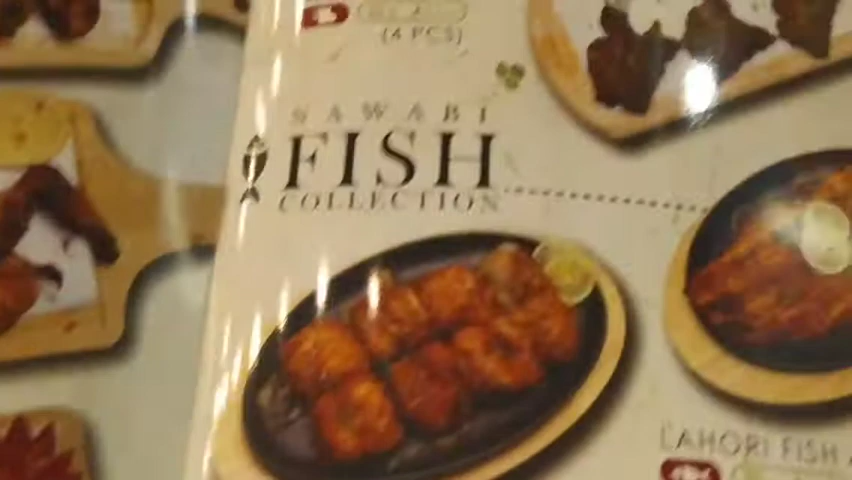 (4 PCS)
SAWABI
FISH
COLLECTION
LAHORI FISH